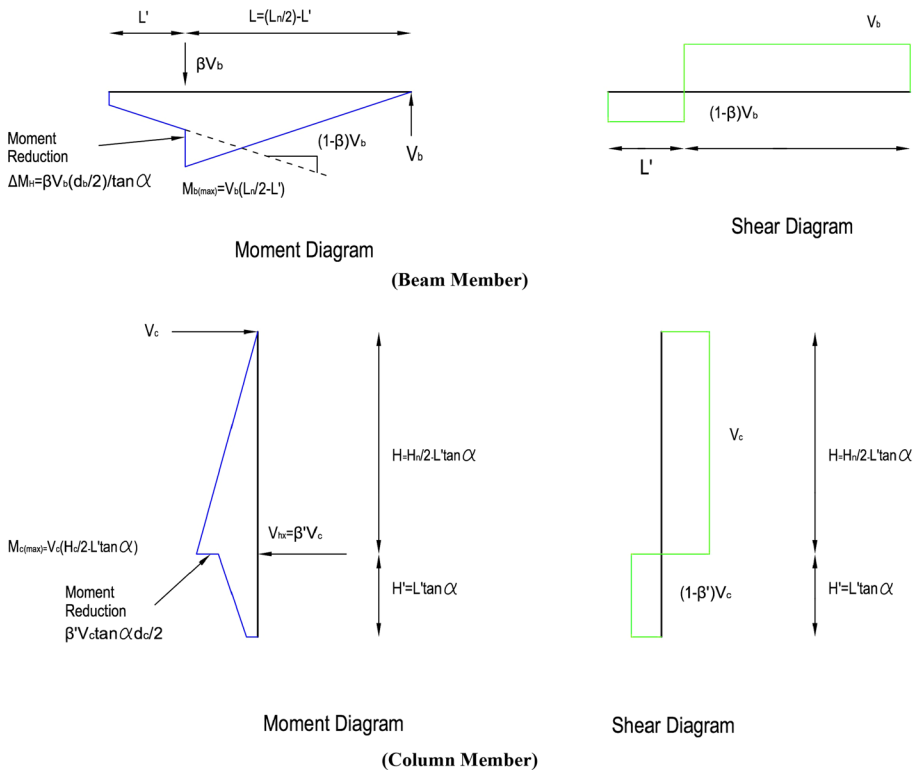 L'
L=(Ln/2)-L'
βVb
Moment
Reduction
ΔMH=βVb(db/2)/tanα
(1-β)Vb
Vb
Mb(max)=Vb(Ln/2-L')
Moment Diagram
Vb
(1-β)Vb
L'
Shear Diagram
(Beam Member)
Vc
H=Hn/2-L'tanα
Vhx=β'Vc
Mc(max)=Vc(Hc/2-L'tanα)
Moment
Reduction
β'Vctanαdc/2
H'=L'tanα
Moment Diagram
Vc
H=Hn/2-L'tanα
(1-β')Vc
H'=L'tanα
Shear Diagram
(Column Member)